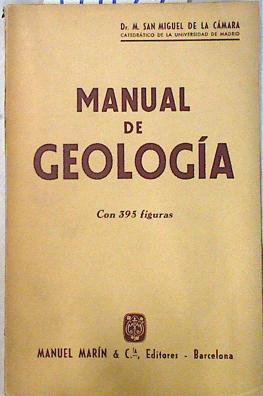 Dr. M. SAN MIGUEL DE LA CÁMARA
CATEDRÁTICO DE LA UNIVERSIDAD DE MADRID
MANUAL
DE
GEOLOGÍA
Con 395 figuras
MANUEL MARÍN & C.ía, Editores - Barcelona